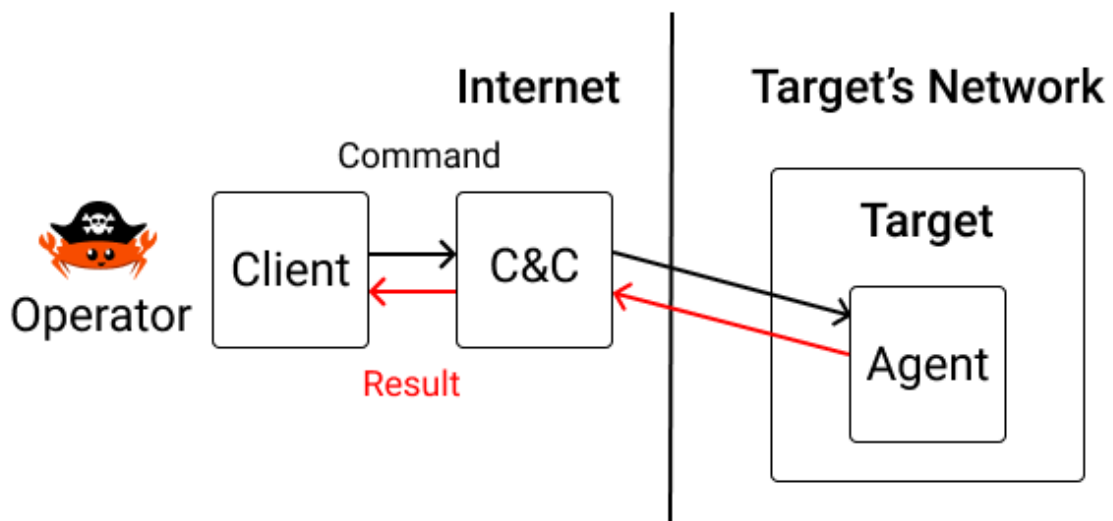 Internet
Target's Network
Command
Target
Client
C&C
Operator
Agent
Result